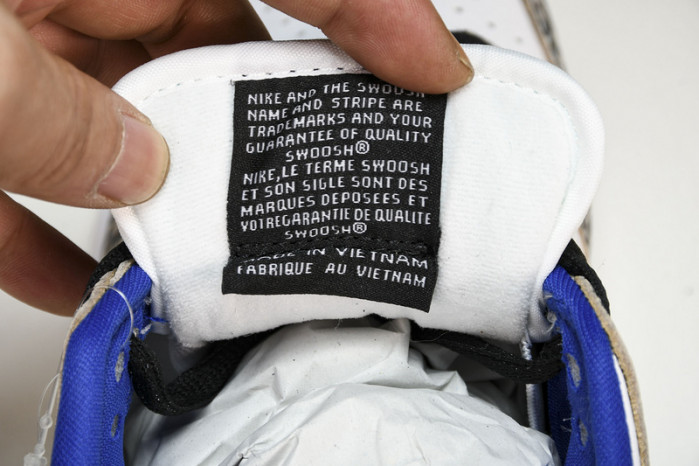 NIKE AND THE SWOOSH
NAME AND STRIPE ARE
TRADEMARKS AND YOUR
GUARANTEE OF QUALITY
SWOOSH®
NIKE, LE TERME SWOOSH
ET SON SIGLE SONT DES
MARQUES DEPOSEES ET
VOTREGARANTIE DE QUALITE
SWOOSH®
MADE IN VIETNAM
FABRIQUE AU VIETNAM